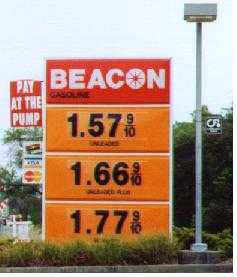 BEACON
GASOLINE
PAY
AT THE
PUMP
1.57 9/10
UNLEADED
1.66 9/10
UNLEADED PLUS
1.77 9/10